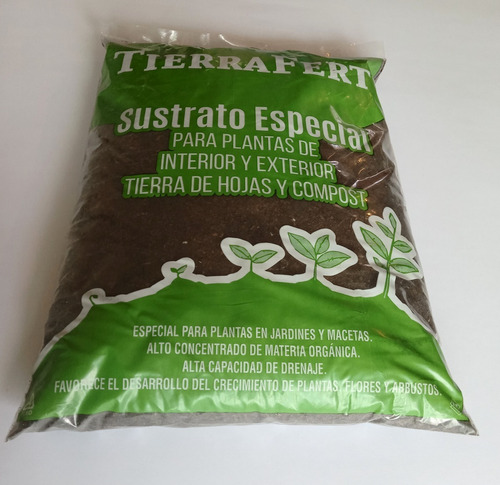 TIERRAFERT
Sustrato Especial
PARA PLANTAS DE
INTERIOR Y EXTERIOR
TIERRA DE HOJAS Y COMPOST
ESPECIAL PARA PLANTAS EN JARDINES Y MACETAS.
ALTO CONCENTRADO DE MATERIA ORGÁNICA.
ALTA CAPACIDAD DE DRENAJE.
FAVORECE EL DESARROLLO DEL CRECIMIENTO DE PLANTAS, FLORES Y ARBUSTOS.